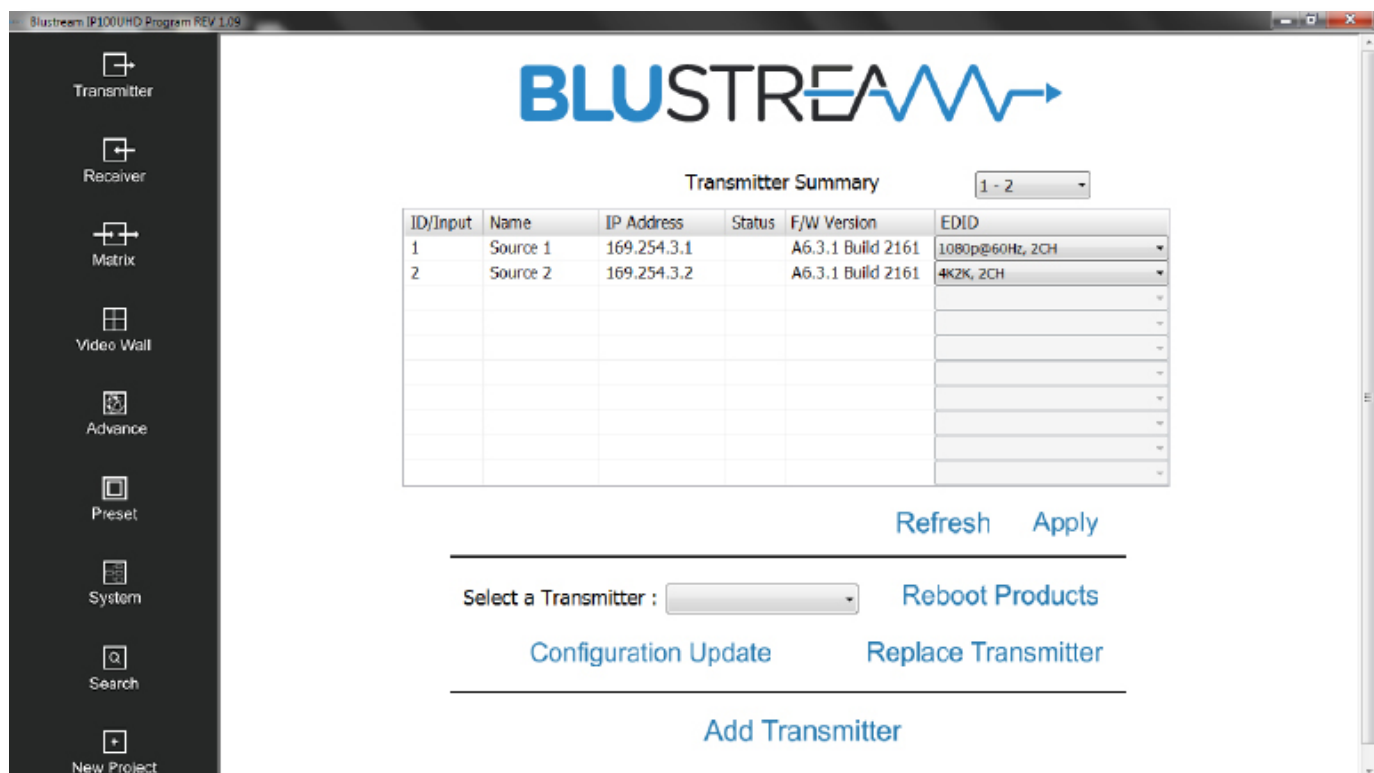 Blustream IP100UHD Program REV 1.09
Transmitter
Receiver
Matrix
Video Wall
Advance
Preset
System
Search
New Project
BLUSTREAM
Transmitter Summary
1 - 2
ID/Input Name IP Address Status F/W Version EDID
1 Source 1 169.254.3.1 A6.3.1 Build 2161 1080p@60Hz, 2CH
2 Source 2 169.254.3.2 A6.3.1 Build 2161 4K2K, 2CH
Refresh Apply
Select a Transmitter : Reboot Products
Configuration Update Replace Transmitter
Add Transmitter